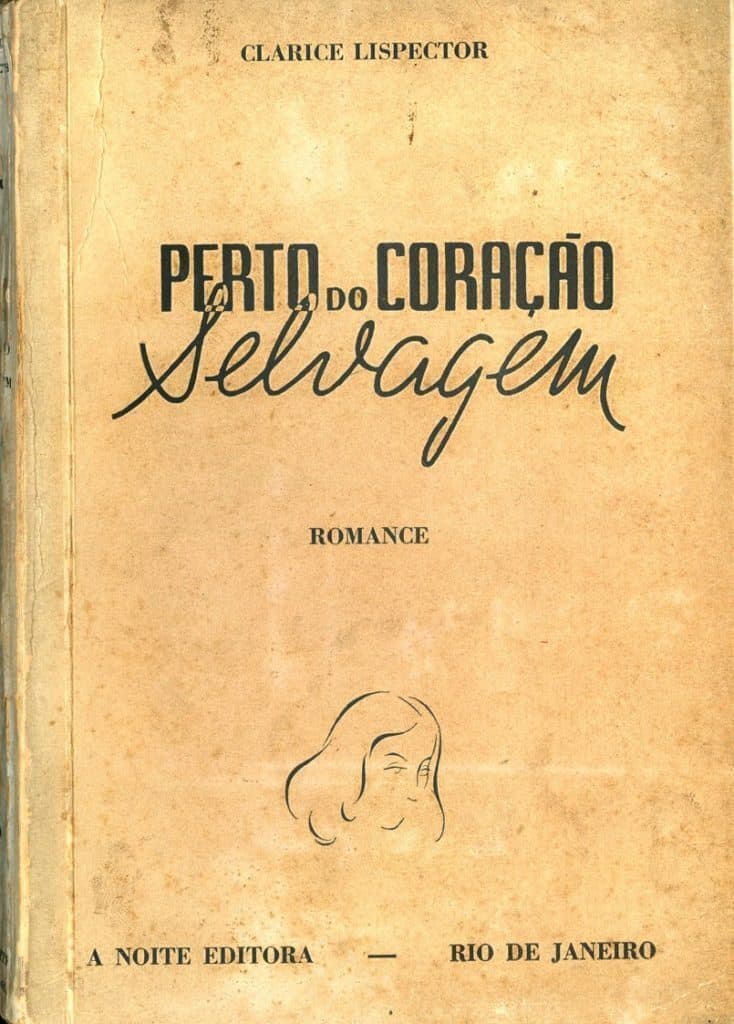 CLARICE LISPECTOR
PERTO DO CORAÇÃO
Selvagem
ROMANCE
A NOITE EDITORA — RIO DE JANEIRO